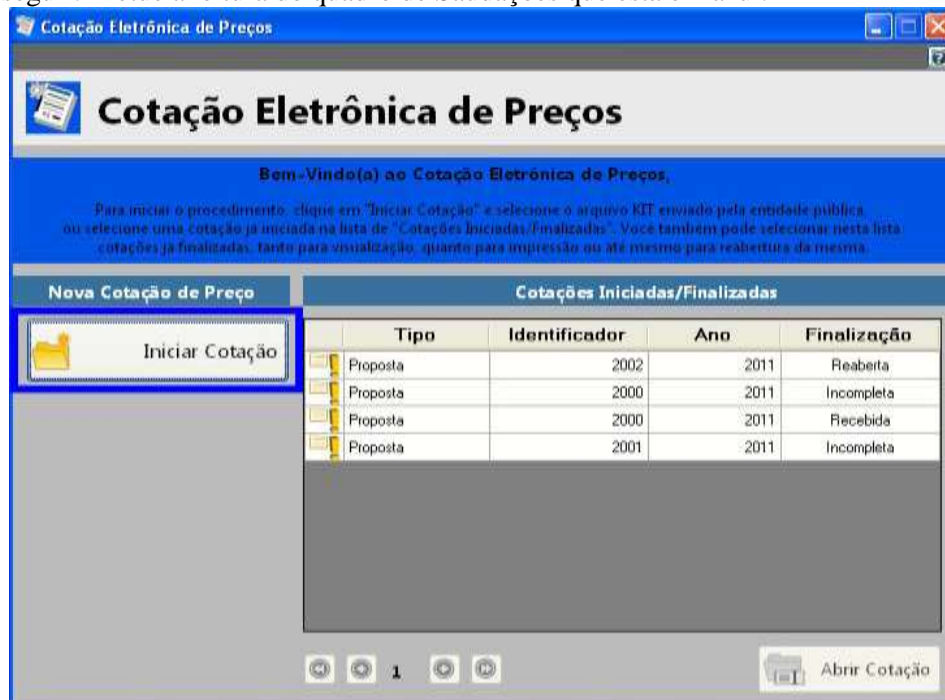 Cotação Eletrônica de Preços
Cotação Eletrônica de Preços
Bem-Vindo(a) ao Cotação Eletrônica de Preços,
Para iniciar o procedimento, clique em "Iniciar Cotação" e selecione o arquivo KIT enviado pela entidade pública,
ou selecione uma cotação já iniciada na lista de "Cotações Iniciadas/Finalizadas". Você também pode selecionar nesta lista
cotações já finalizadas, tanto para visualização, quanto para impressão ou até mesmo para reabertura da mesma.
Nova Cotação de Preço
Cotações Iniciadas/Finalizadas
Iniciar Cotação
Tipo Identificador Ano Finalização
Proposta 2002 2011 Reaberta
Proposta 2000 2011 Incompleta
Proposta 2000 2011 Recebida
Proposta 2001 2011 Incompleta
1
Abrir Cotação